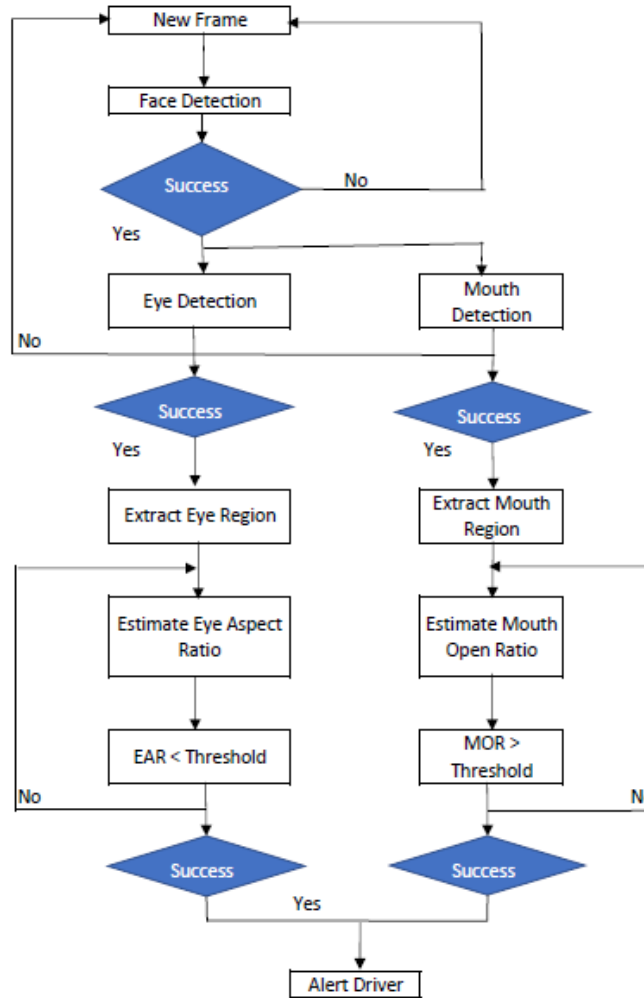 New Frame
Face Detection
Success
No
Yes
Eye Detection
Mouth
Detection
No
Success
Success
Yes
Yes
Extract Eye Region
Extract Mouth
Region
Estimate Eye Aspect
Ratio
Estimate Mouth
Open Ratio
EAR < Threshold
MOR >
Threshold
No
Success
Success
Yes
Alert Driver